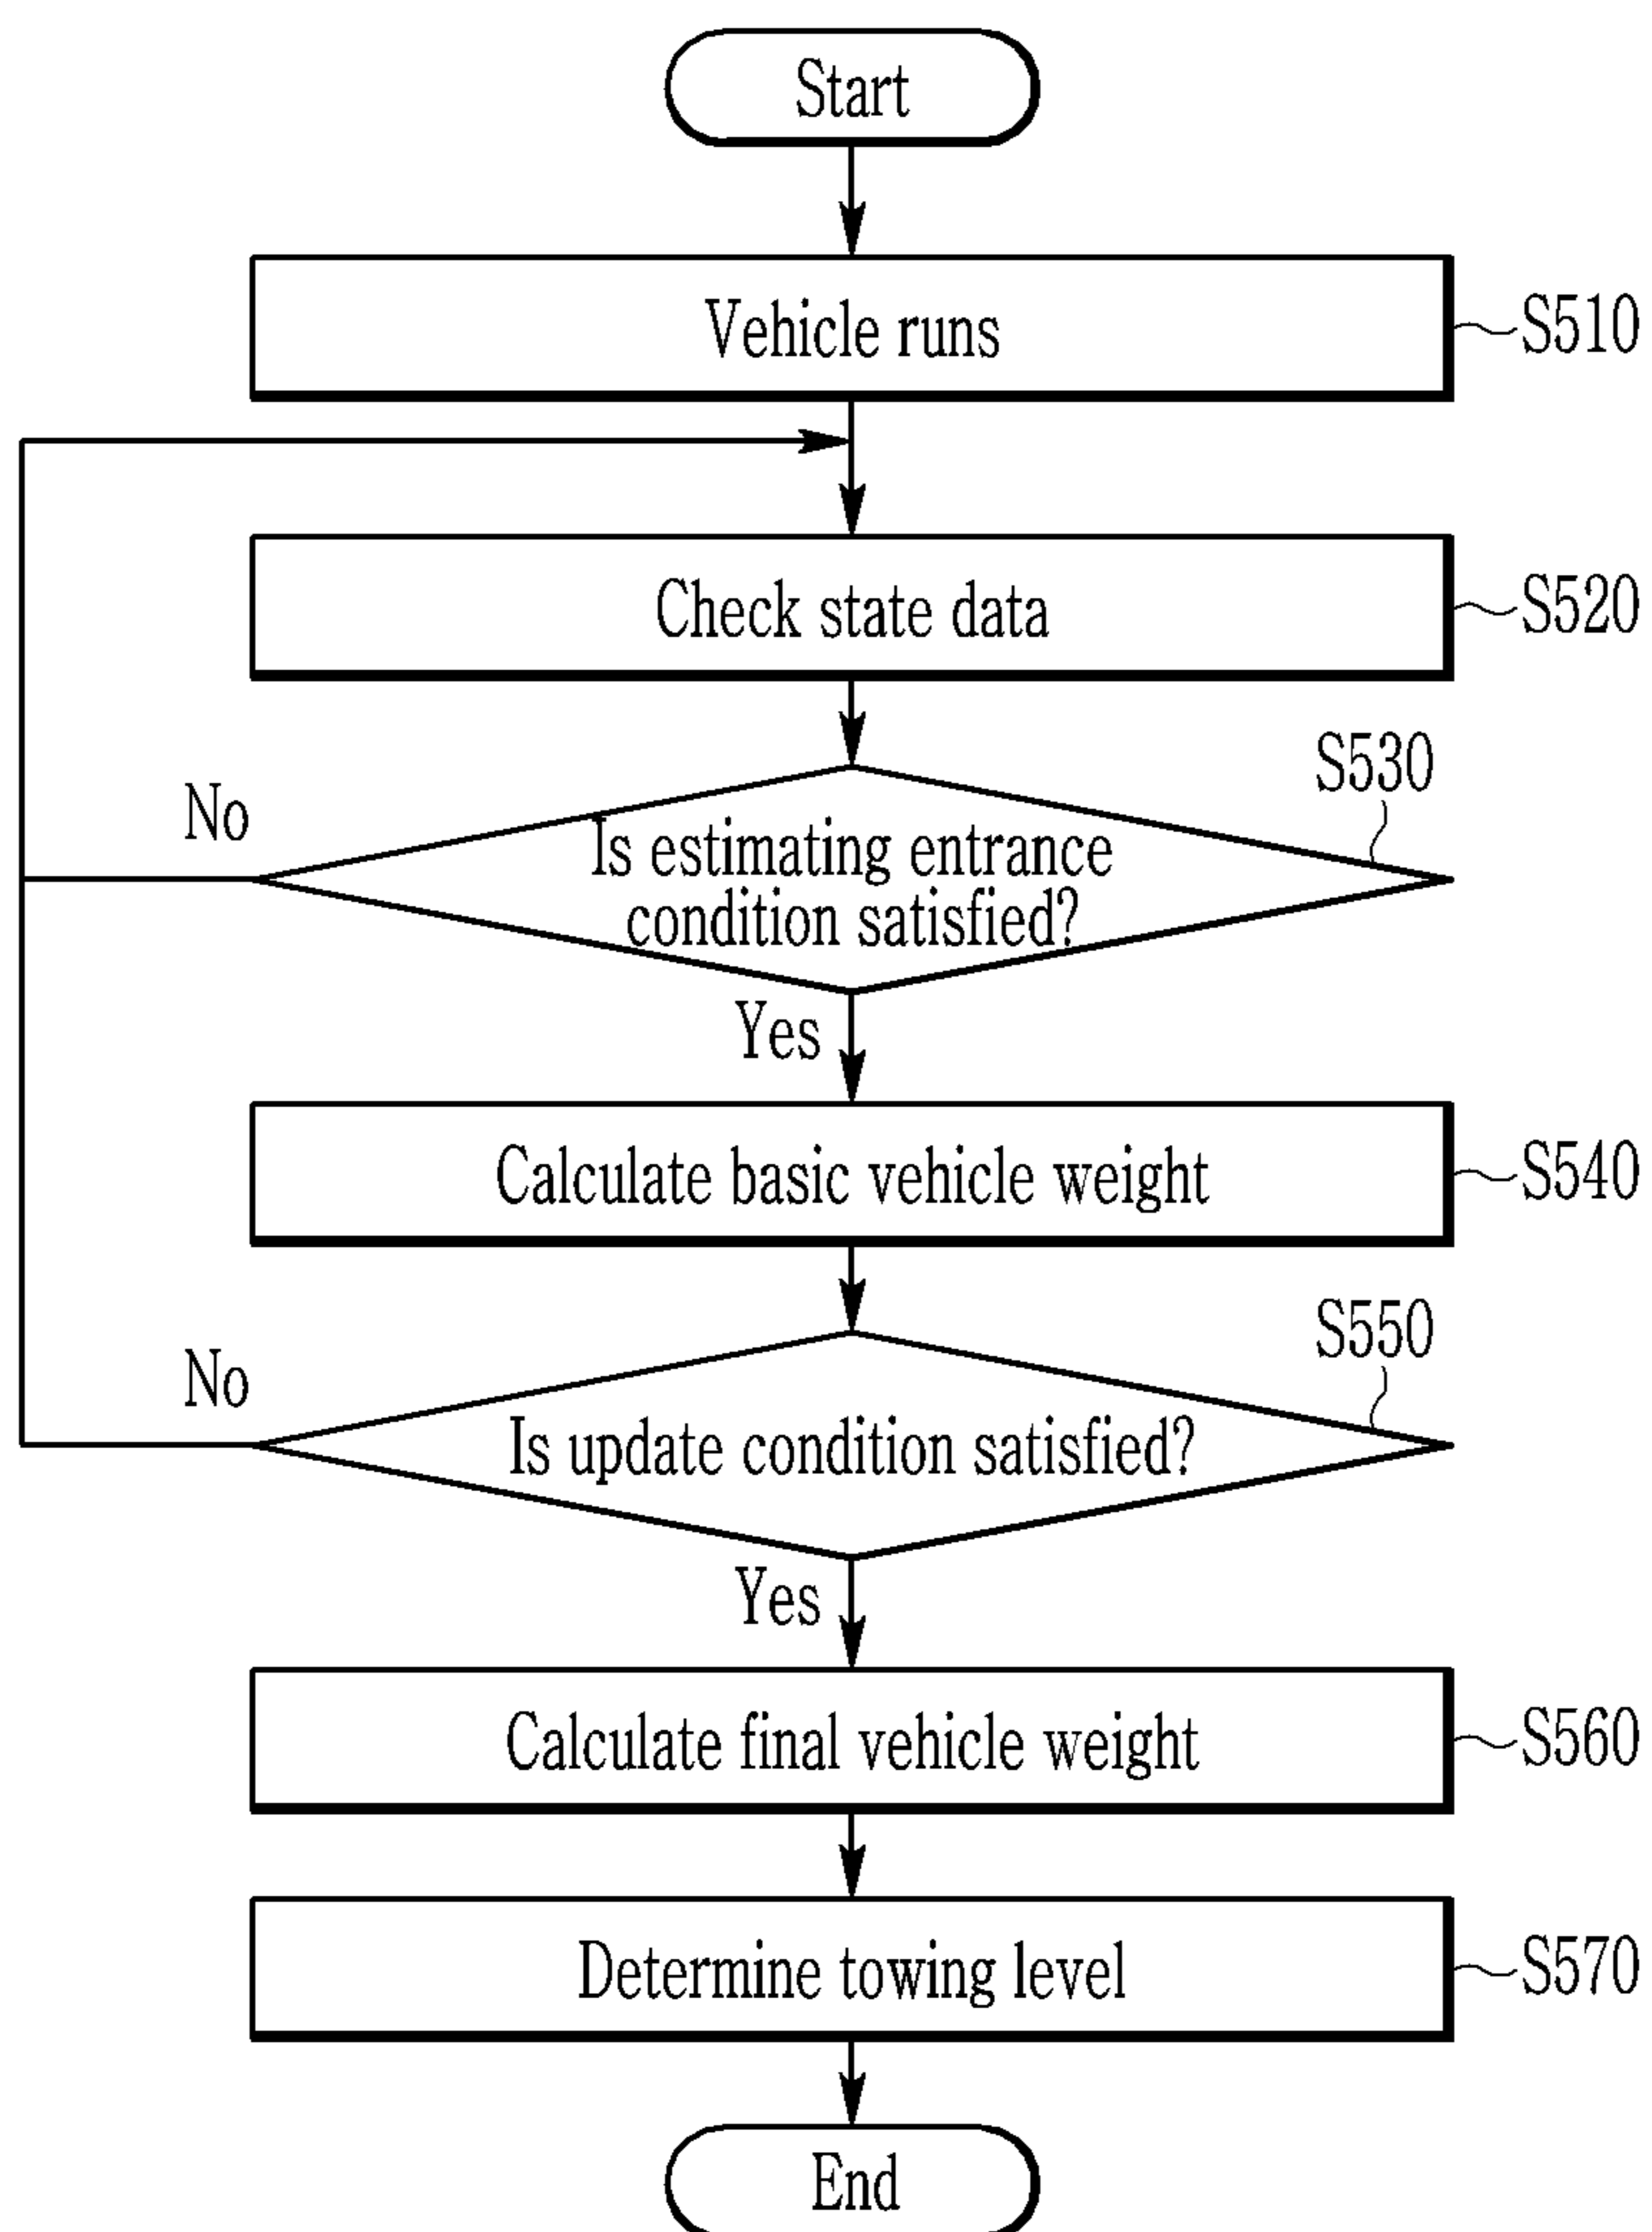 Start
Vehicle runs
S510
Check state data
S520
S530
No
Is estimating entrance
condition satisfied?
Yes
Calculate basic vehicle weight
S540
S550
No
Is update condition satisfied?
Yes
Calculate final vehicle weight
S560
Determine towing level
S570
End